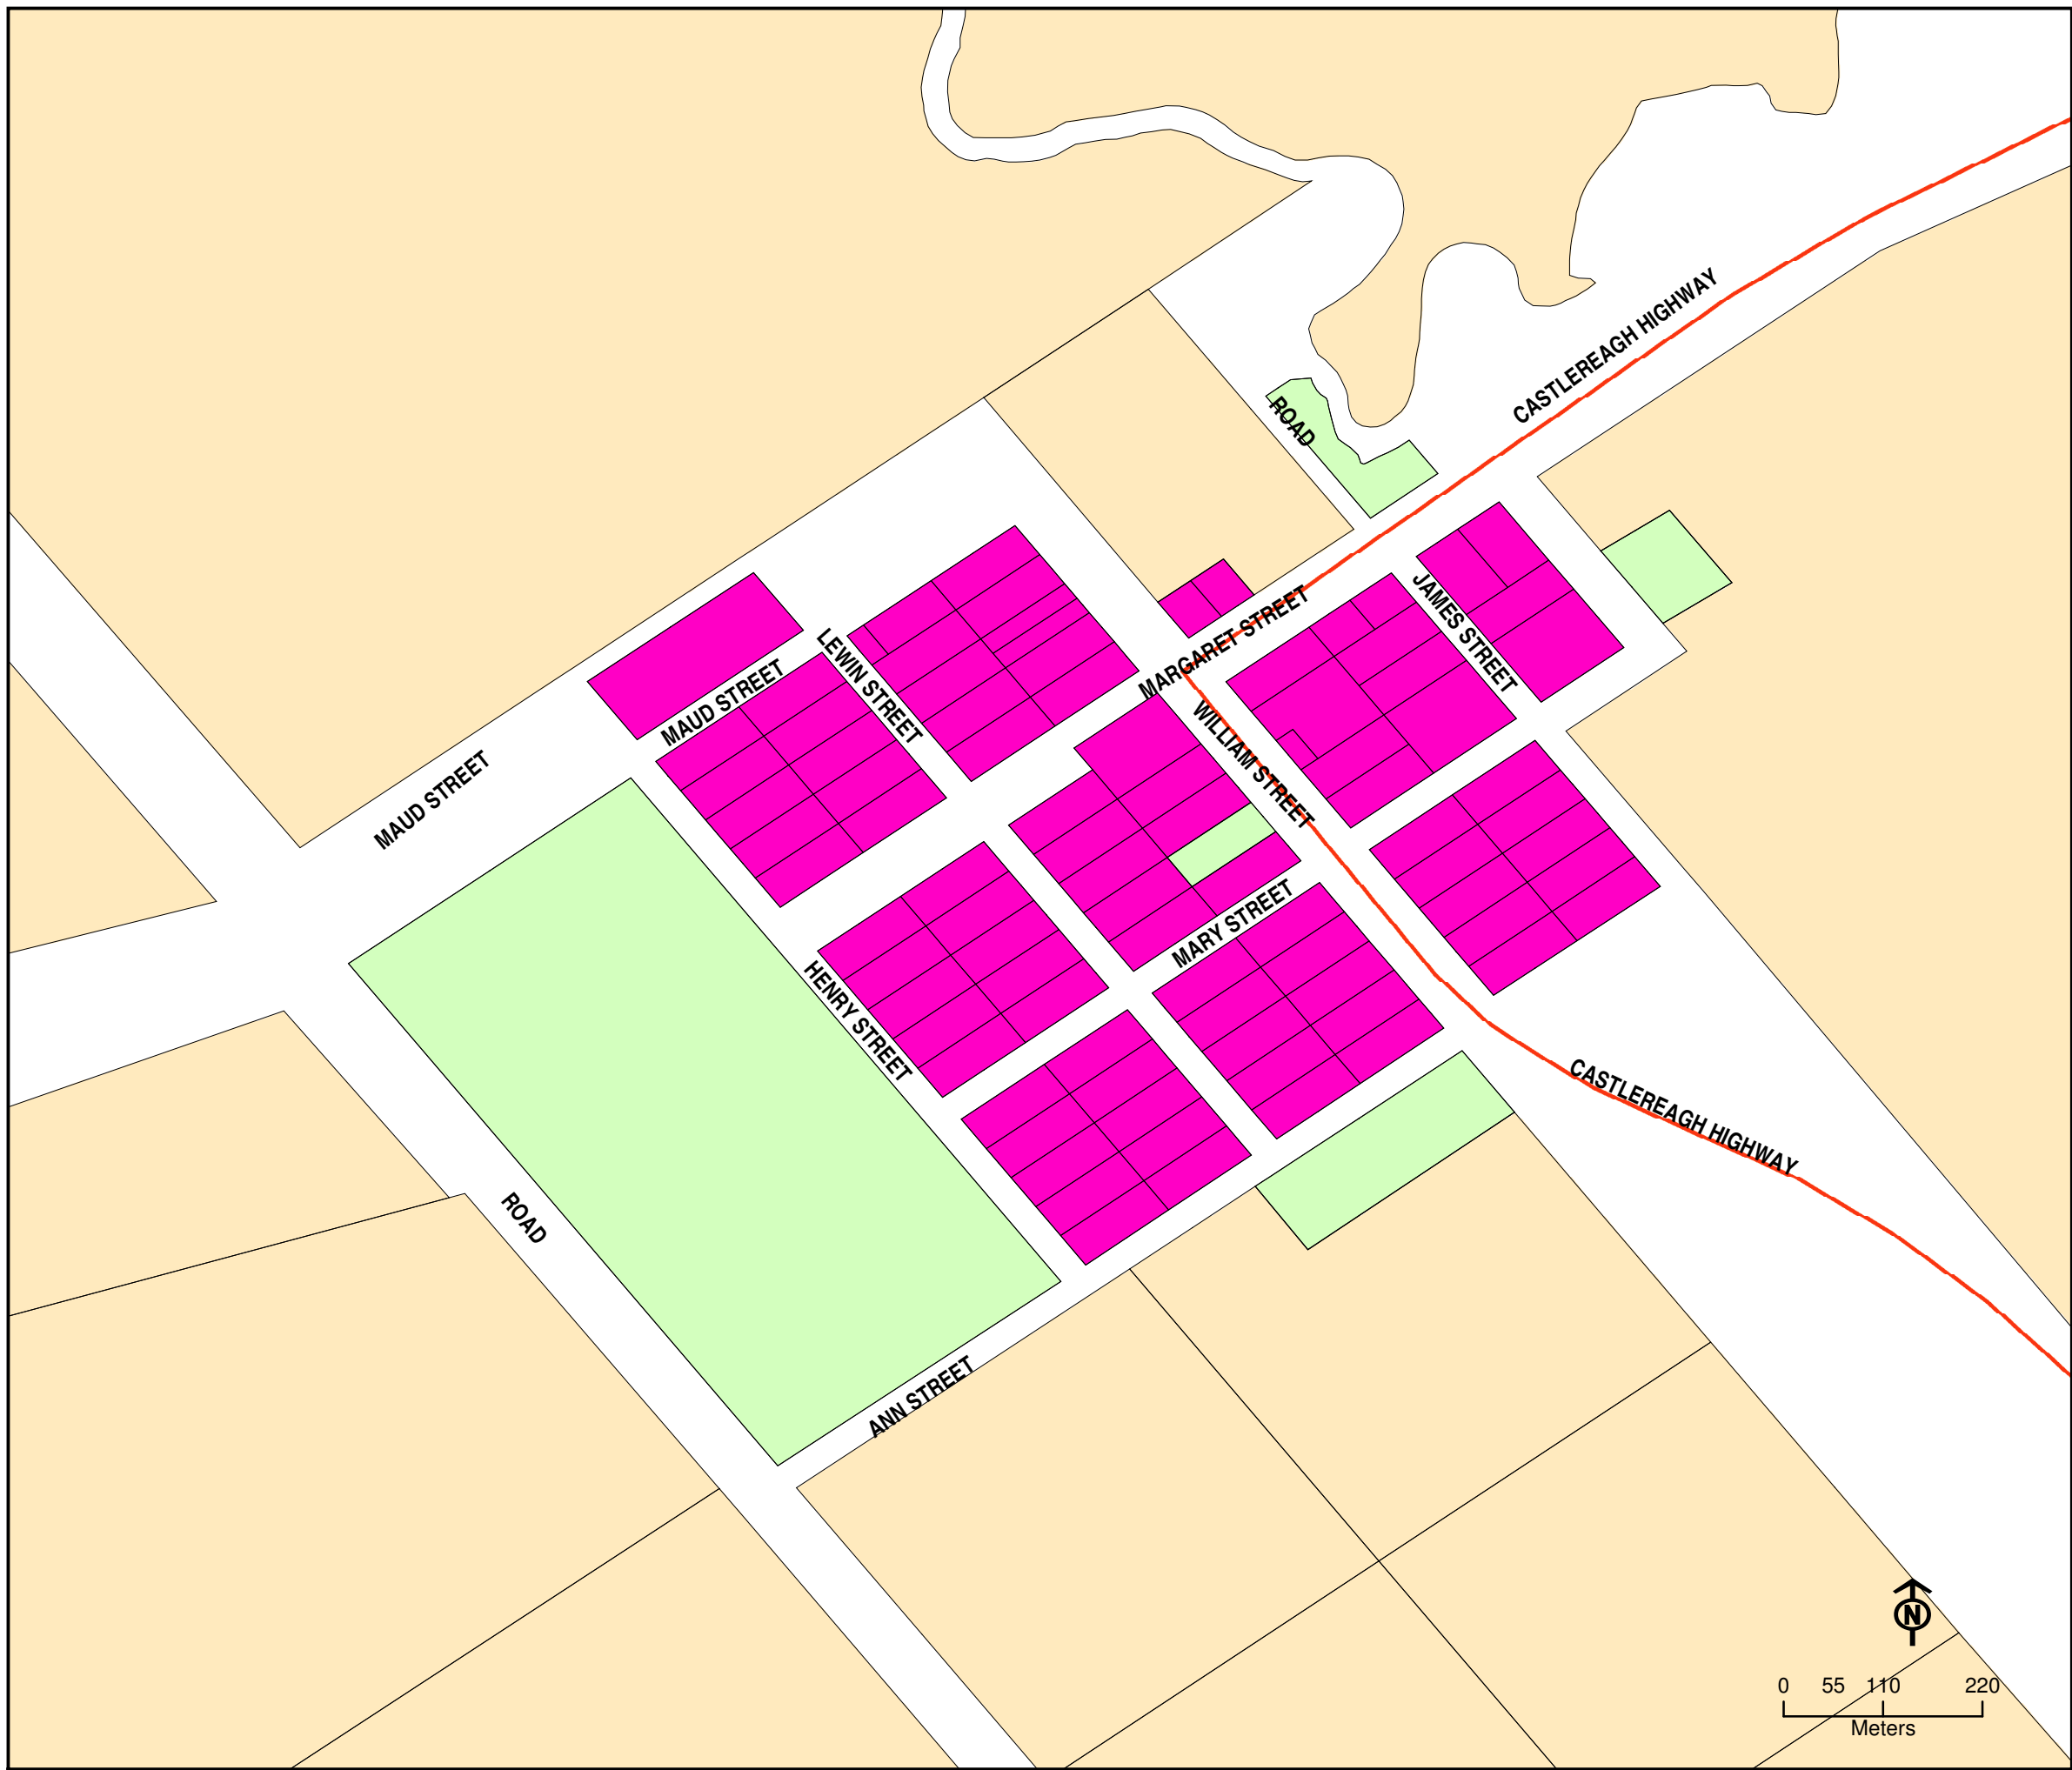 ROAD
CASTLEREAGH HIGHWAY
MARGARET STREET
JAMES STREET
LEWIN STREET
MAUD STREET
MAUD STREET
WILLIAM STREET
MARY STREET
HENRY STREET
CASTLEREAGH HIGHWAY
ROAD
ANN STREET
N
0 55 110 220
Meters